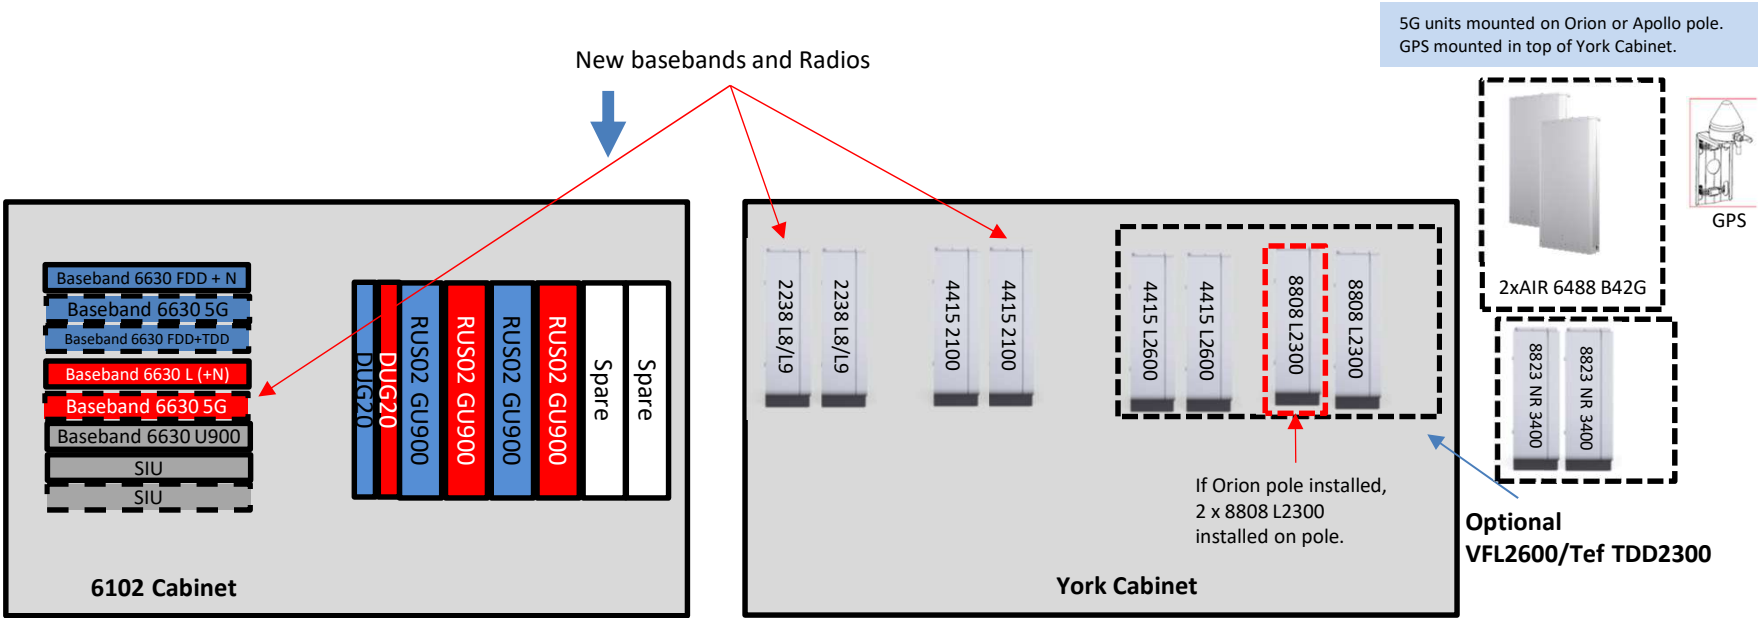 5G units mounted on Orion or Apollo pole.
GPS mounted in top of York Cabinet.
New basebands and Radios
GPS
2xAIR 6488 B42G
Baseband 6630 FDD + N
Baseband 6630 5G
Baseband 6630 FDD+TDD
Baseband 6630 L (+N)
Baseband 6630 5G
Baseband 6630 U900
SIU
SIU
DUG20
DUG20
RUS02 GU900
RUS02 GU900
RUS02 GU900
RUS02 GU900
Spare
Spare
6102 Cabinet
2238 L8/L9
2238 L8/L9
4415 2100
4415 2100
4415 L2600
4415 L2600
8808 L2300
8808 L2300
If Orion pole installed,
2 x 8808 L2300
installed on pole.
York Cabinet
8823 NR 3400
8823 NR 3400
Optional
VFL2600/Tef TDD2300